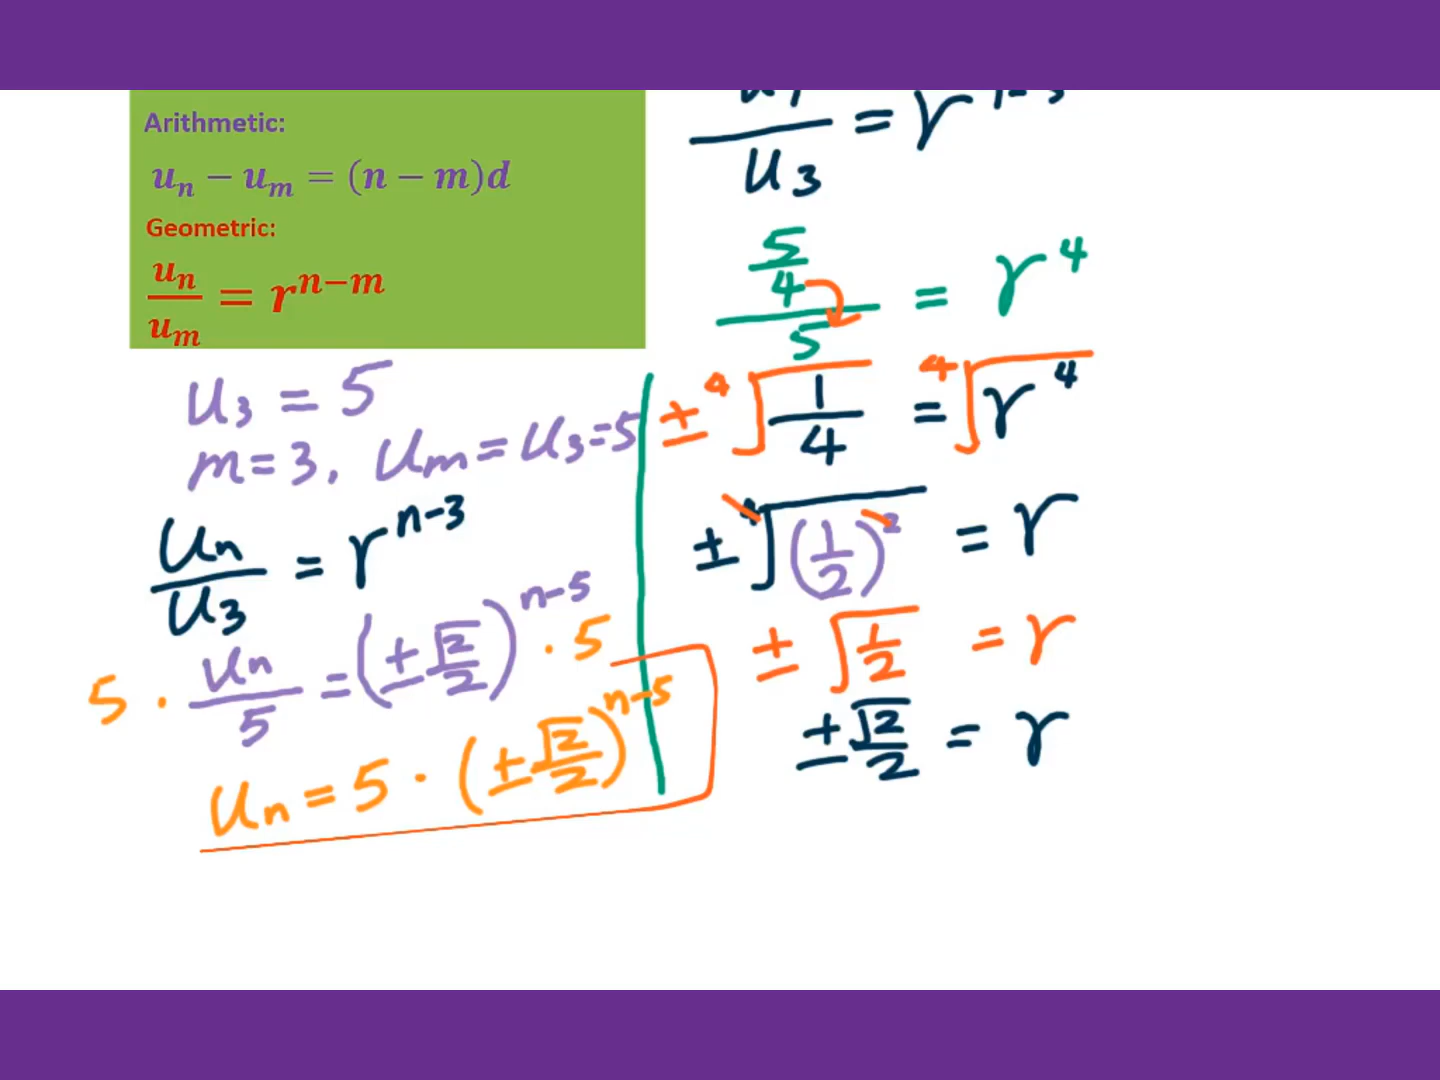 Arithmetic:
uₙ − uₘ = (n − m)d
Geometric:
uₙ/uₘ = rⁿ⁻ᵐ
u₃ = 5
m = 3, uₘ = u₃ = 5
uₙ/u₃ = rⁿ⁻³
5 · uₙ/5 = (±√2/2)ⁿ⁻⁵ · 5
uₙ = 5 · (±√2/2)ⁿ⁻⁵
/u₃ = r
(5/4)/5 = r⁴
±⁴√(1/4) = ⁴√(r⁴)
±⁴√((1/2)²) = r
±√(1/2) = r
±√2/2 = r